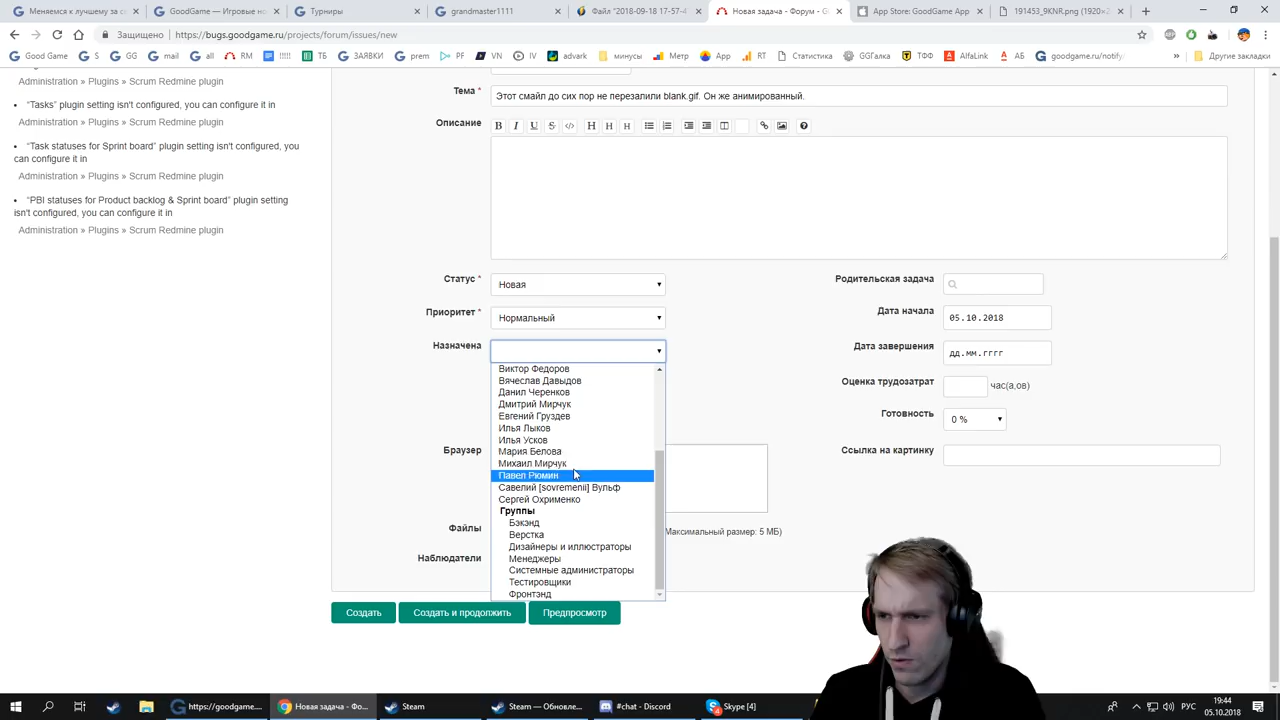 Меняемся к лучшему за с
GoodGame — Игровые но
Турниры
grandmaster1111
Файл "2018-09-18 17-57-4
Новая задача - Форум - G
App Store: GoodGame App
191453_9KNR.png (1920×
Защищено
https://bugs.goodgame.ru/projects/forum/issues/new
Good Game
S
GG
mail
all
RM
!!!!!
ТБ
ЗАЯВКИ
prem
PF
VN
IV
advark
минусы
Метр
App
RT
Статистика
GGГалка
ТФФ
AlfaLink
АБ
goodgame.ru/notify
»
Другие закладки
Administration » Plugins » Scrum Redmine plugin
• "Tasks" plugin setting isn't configured, you can configure it in
Administration » Plugins » Scrum Redmine plugin
• "Task statuses for Sprint board" plugin setting isn't configured, you
can configure it in
Administration » Plugins » Scrum Redmine plugin
• "PBI statuses for Product backlog & Sprint board" plugin setting
isn't configured, you can configure it in
Administration » Plugins » Scrum Redmine plugin
Тема *
Этот смайл до сих пор не перезалили blank.gif. Он же анимированный.
Описание
B I U S </> H H H
Статус *
Новая
Приоритет *
Нормальный
Назначена
Виктор Федоров
Вячеслав Давыдов
Данил Черенков
Дмитрий Мирчук
Евгений Груздев
Илья Лыков
Илья Усков
Мария Белова
Михаил Мирчук
Павел Рюмин
Савелий [sovremenii] Вульф
Сергей Охрименко
Группы
Бэкэнд
Верстка
Дизайнеры и иллюстраторы
Менеджеры
Системные администраторы
Тестировщики
Фронтэнд
Родительская задача
Дата начала
05.10.2018
Дата завершения
дд.мм.гггг
Оценка трудозатрат
час(а,ов)
Готовность
0 %
Браузер
Ссылка на картинку
Файлы
Максимальный размер: 5 МБ)
Наблюдатели
Создать
Создать и продолжить
Предпросмотр
https://goodgame.
Новая задача - Фо...
Steam
Steam — Обновле...
#chat - Discord
Skype [4]
РУС
19:44
05.10.2018